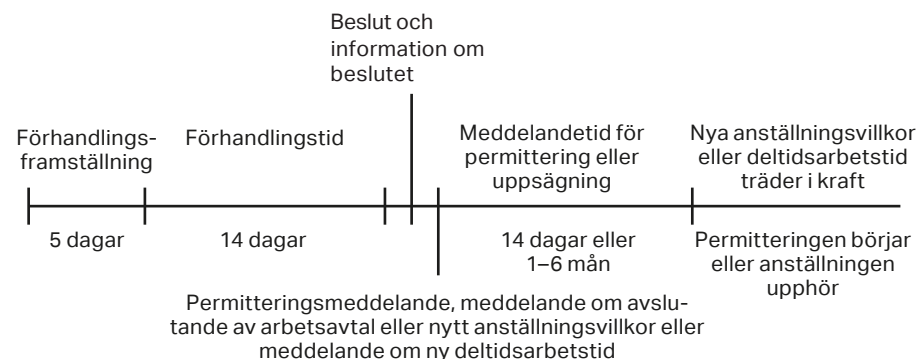 Beslut och
information om
beslutet
Förhandlings-
framställning
Förhandlingstid
Meddelandetid för
permittering eller
uppsägning
Nya anställningsvillkor
eller deltidsarbetstid
träder i kraft
5 dagar
14 dagar
14 dagar eller
1–6 mån
Permitteringen börjar
eller anställningen
upphör
Permitteringsmeddelande, meddelande om avslu-
tande av arbetsavtal eller nytt anställningsvillkor eller
meddelande om ny deltidsarbetstid